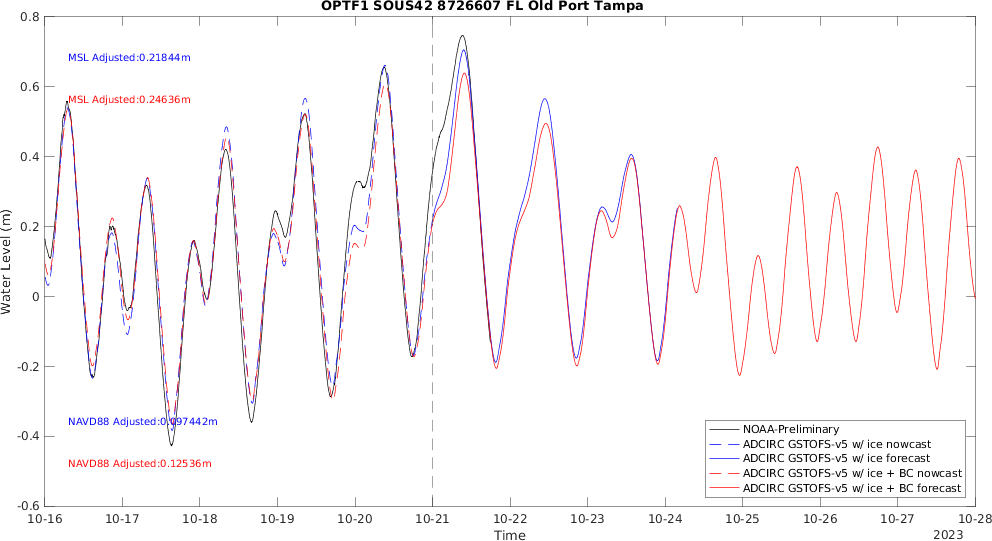 OPTF1 SOUS42 8726607 FL Old Port Tampa
0.8
MSL Adjusted:0.21844m
0.6
MSL Adjusted:0.24636m
0.4
0.2
Water Level (m)
0
-0.2
NAVD88 Adjusted:0.097442m
-0.4
NAVD88 Adjusted:0.12536m
NOAA-Preliminary
ADCIRC GSTOFS-v5 w/ ice nowcast
ADCIRC GSTOFS-v5 w/ ice forecast
ADCIRC GSTOFS-v5 w/ ice + BC nowcast
ADCIRC GSTOFS-v5 w/ ice + BC forecast
-0.6
10-16 10-17 10-18 10-19 10-20 10-21 10-22 10-23 10-24 10-25 10-26 10-27 10-28
Time
2023